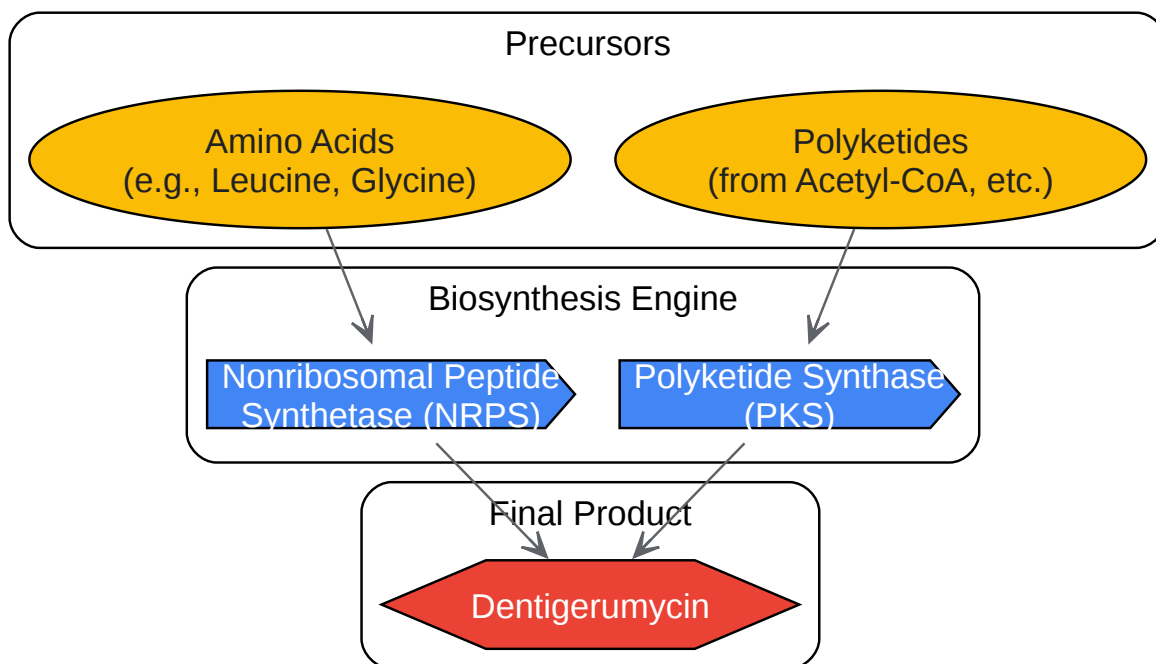 Precursors
Amino Acids
(e.g., Leucine, Glycine)
Polyketides
(from Acetyl-CoA, etc.)
Biosynthesis Engine
Nonribosomal Peptide
Synthetase (NRPS)
Polyketide Synthase
(PKS)
Final Product
Dentigerumycin